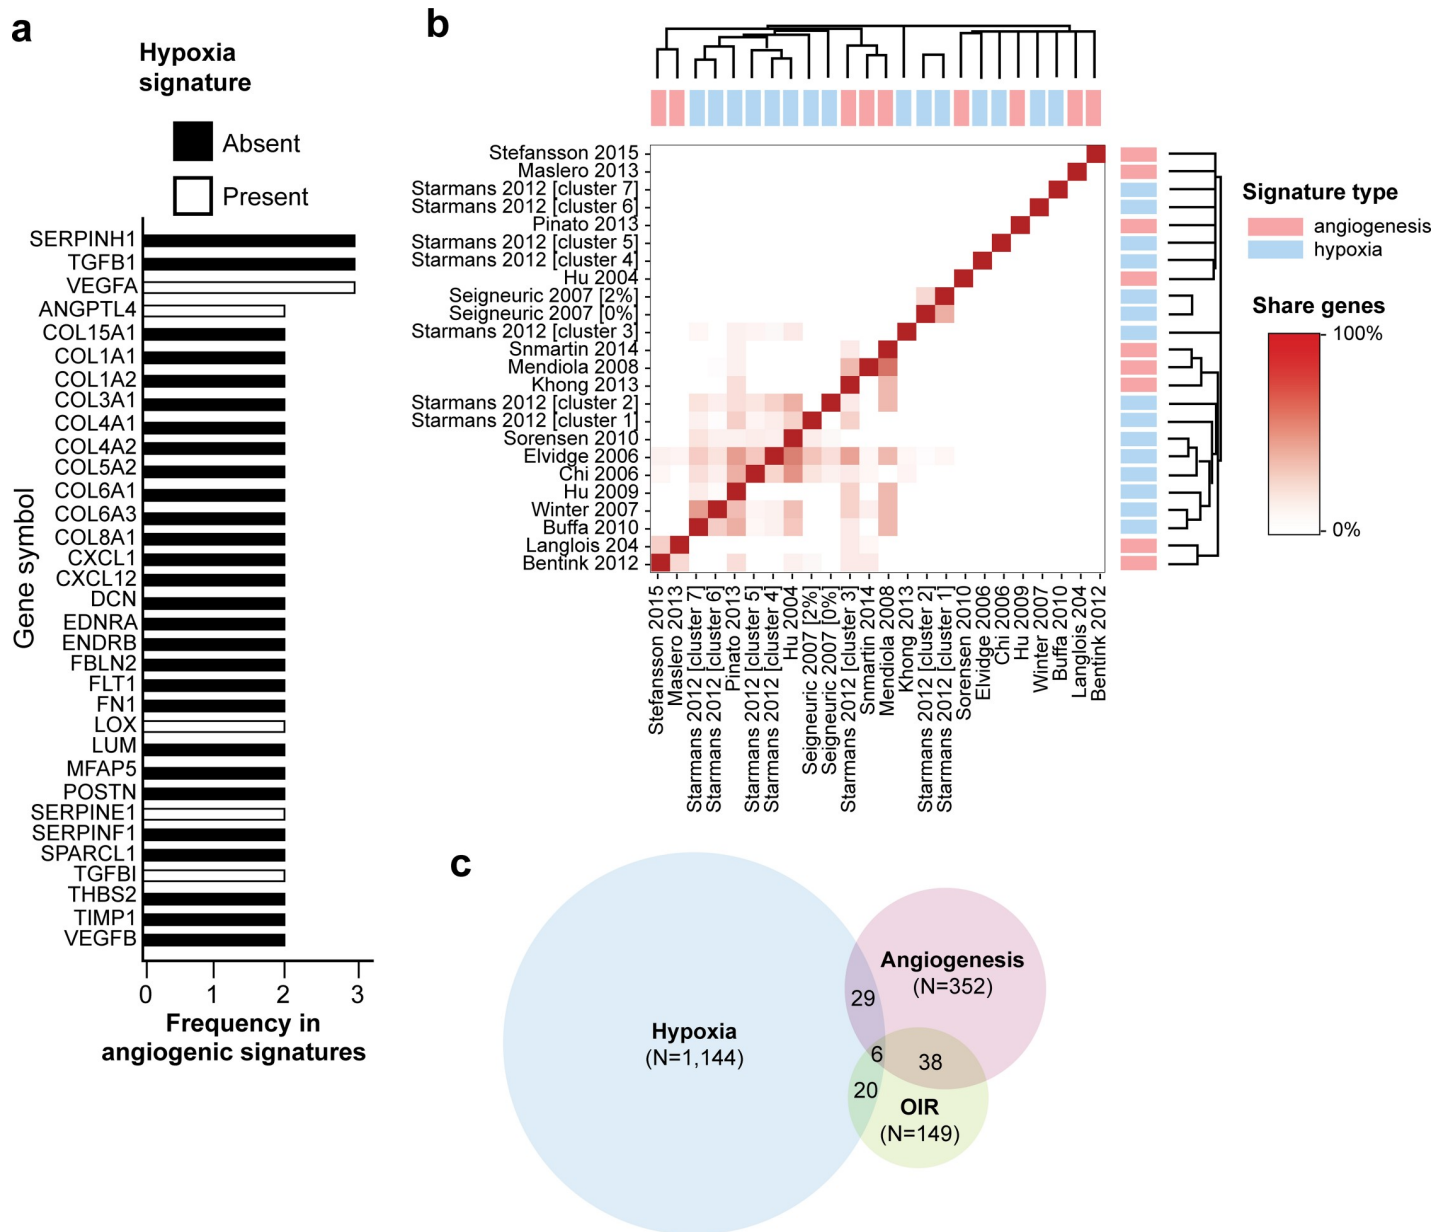 a
Hypoxia
signature
Absent
Present
Gene symbol
SERPINH1
TGFB1
VEGFA
ANGPTL4
COL15A1
COL1A1
COL1A2
COL3A1
COL4A1
COL4A2
COL5A2
COL6A1
COL6A3
COL8A1
CXCL1
CXCL12
DCN
EDNRA
ENDRB
FBLN2
FLT1
FN1
LOX
LUM
MFAP5
POSTN
SERPINE1
SERPINF1
SPARCL1
TGFBI
THBS2
TIMP1
VEGFB
0 1 2 3
Frequency in
angiogenic signatures
b
Stefansson 2015
Maslero 2013
Starmans 2012 [cluster 7]
Starmans 2012 [cluster 6]
Pinato 2013
Starmans 2012 [cluster 5]
Starmans 2012 [cluster 4]
Hu 2004
Seigneuric 2007 [2%]
Seigneuric 2007 [0%]
Starmans 2012 [cluster 3]
Snmartin 2014
Mendiola 2008
Khong 2013
Starmans 2012 [cluster 2]
Starmans 2012 [cluster 1]
Sorensen 2010
Elvidge 2006
Chi 2006
Hu 2009
Winter 2007
Buffa 2010
Langlois 204
Bentink 2012
Stefansson 2015
Maslero 2013
Starmans 2012 [cluster 7]
Starmans 2012 [cluster 6]
Pinato 2013
Starmans 2012 [cluster 5]
Starmans 2012 [cluster 4]
Hu 2004
Seigneuric 2007 [2%]
Seigneuric 2007 [0%]
Starmans 2012 [cluster 3]
Snmartin 2014
Mendiola 2008
Khong 2013
Starmans 2012 [cluster 2]
Starmans 2012 [cluster 1]
Sorensen 2010
Elvidge 2006
Chi 2006
Hu 2009
Winter 2007
Buffa 2010
Langlois 204
Bentink 2012
Signature type
angiogenesis
hypoxia
Share genes
100%
0%
c
Hypoxia
(N=1,144)
Angiogenesis
(N=352)
29
6
38
20
OIR
(N=149)